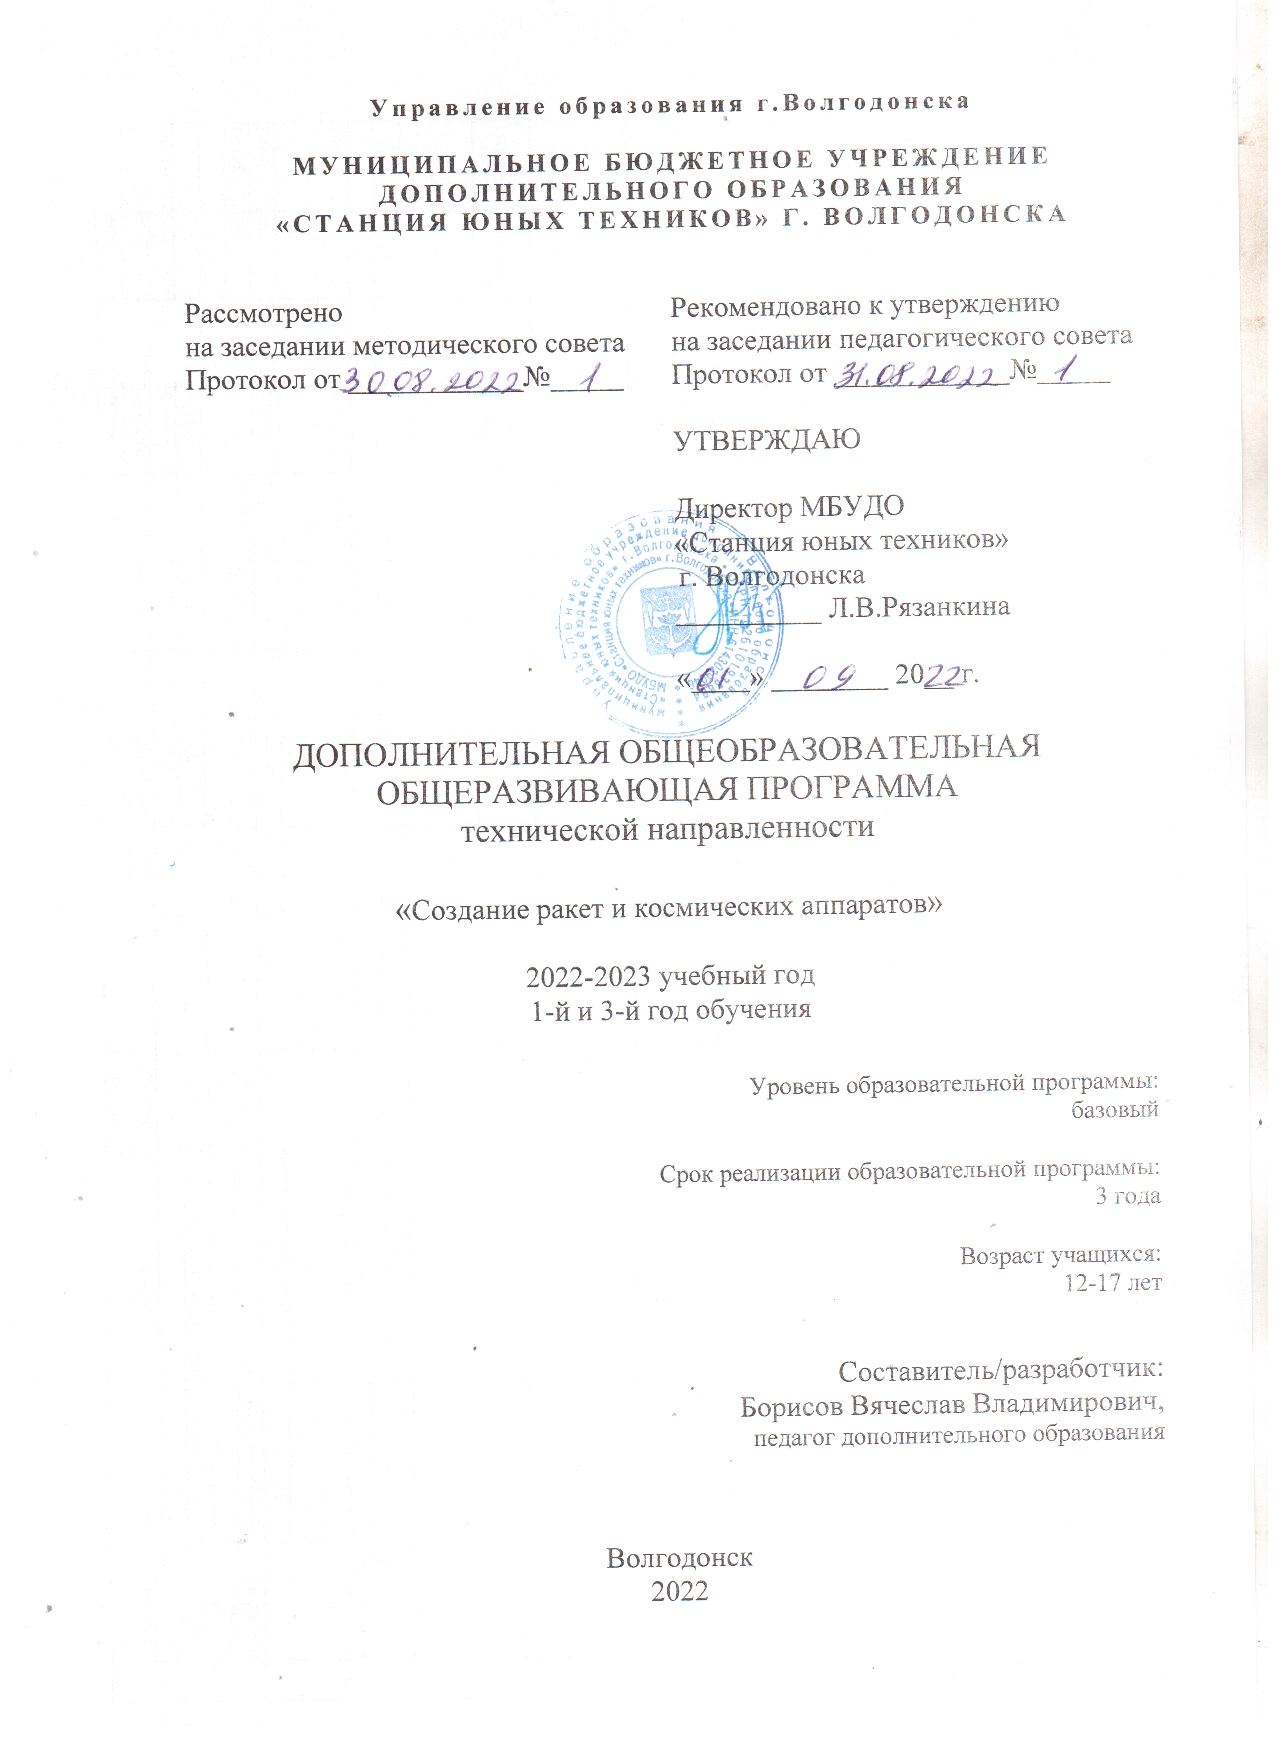 Управление образования г.Волгодонска
МУНИЦИПАЛЬНОЕ БЮДЖЕТНОЕ УЧРЕЖДЕНИЕ
ДОПОЛНИТЕЛЬНОГО ОБРАЗОВАНИЯ
«СТАНЦИЯ ЮНЫХ ТЕХНИКОВ» Г. ВОЛГОДОНСКА
Рассмотрено
на заседании методического совета
Протокол от 30.08.2022 № 1
Рекомендовано к утверждению
на заседании педагогического совета
Протокол от 31.08.2022 № 1
УТВЕРЖДАЮ
Директор МБУДО
«Станция юных техников»
г. Волгодонска
__________ Л.В.Рязанкина
«01» 09 2022г.
ДОПОЛНИТЕЛЬНАЯ ОБЩЕОБРАЗОВАТЕЛЬНАЯ
ОБЩЕРАЗВИВАЮЩАЯ ПРОГРАММА
технической направленности
«Создание ракет и космических аппаратов»
2022-2023 учебный год
1-й и 3-й год обучения
Уровень образовательной программы:
базовый
Срок реализации образовательной программы:
3 года
Возраст учащихся:
12-17 лет
Составитель/разработчик:
Борисов Вячеслав Владимирович,
педагог дополнительного образования
Волгодонск
2022